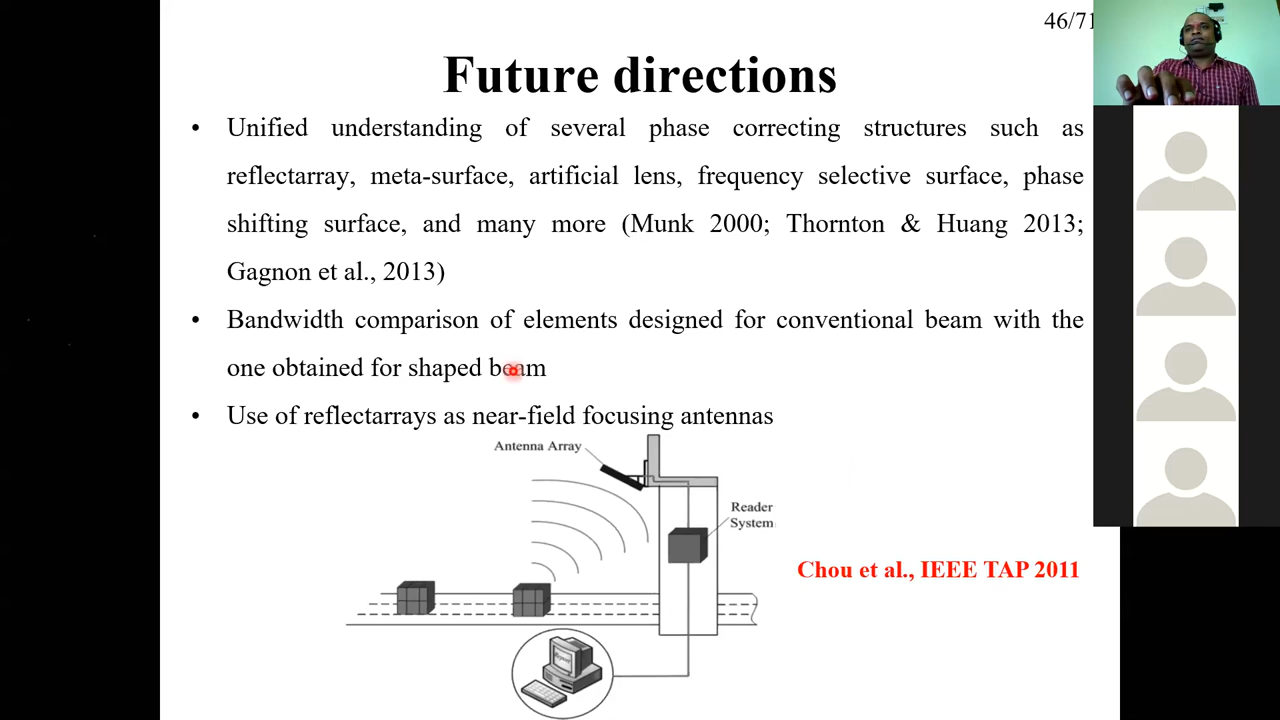 46/71
Future directions
• Unified understanding of several phase correcting structures such as
reflectarray, meta-surface, artificial lens, frequency selective surface, phase
shifting surface, and many more (Munk 2000; Thornton & Huang 2013;
Gagnon et al., 2013)
• Bandwidth comparison of elements designed for conventional beam with the
one obtained for shaped beam
• Use of reflectarrays as near-field focusing antennas
Antenna Array
Reader
System
Chou et al., IEEE TAP 2011